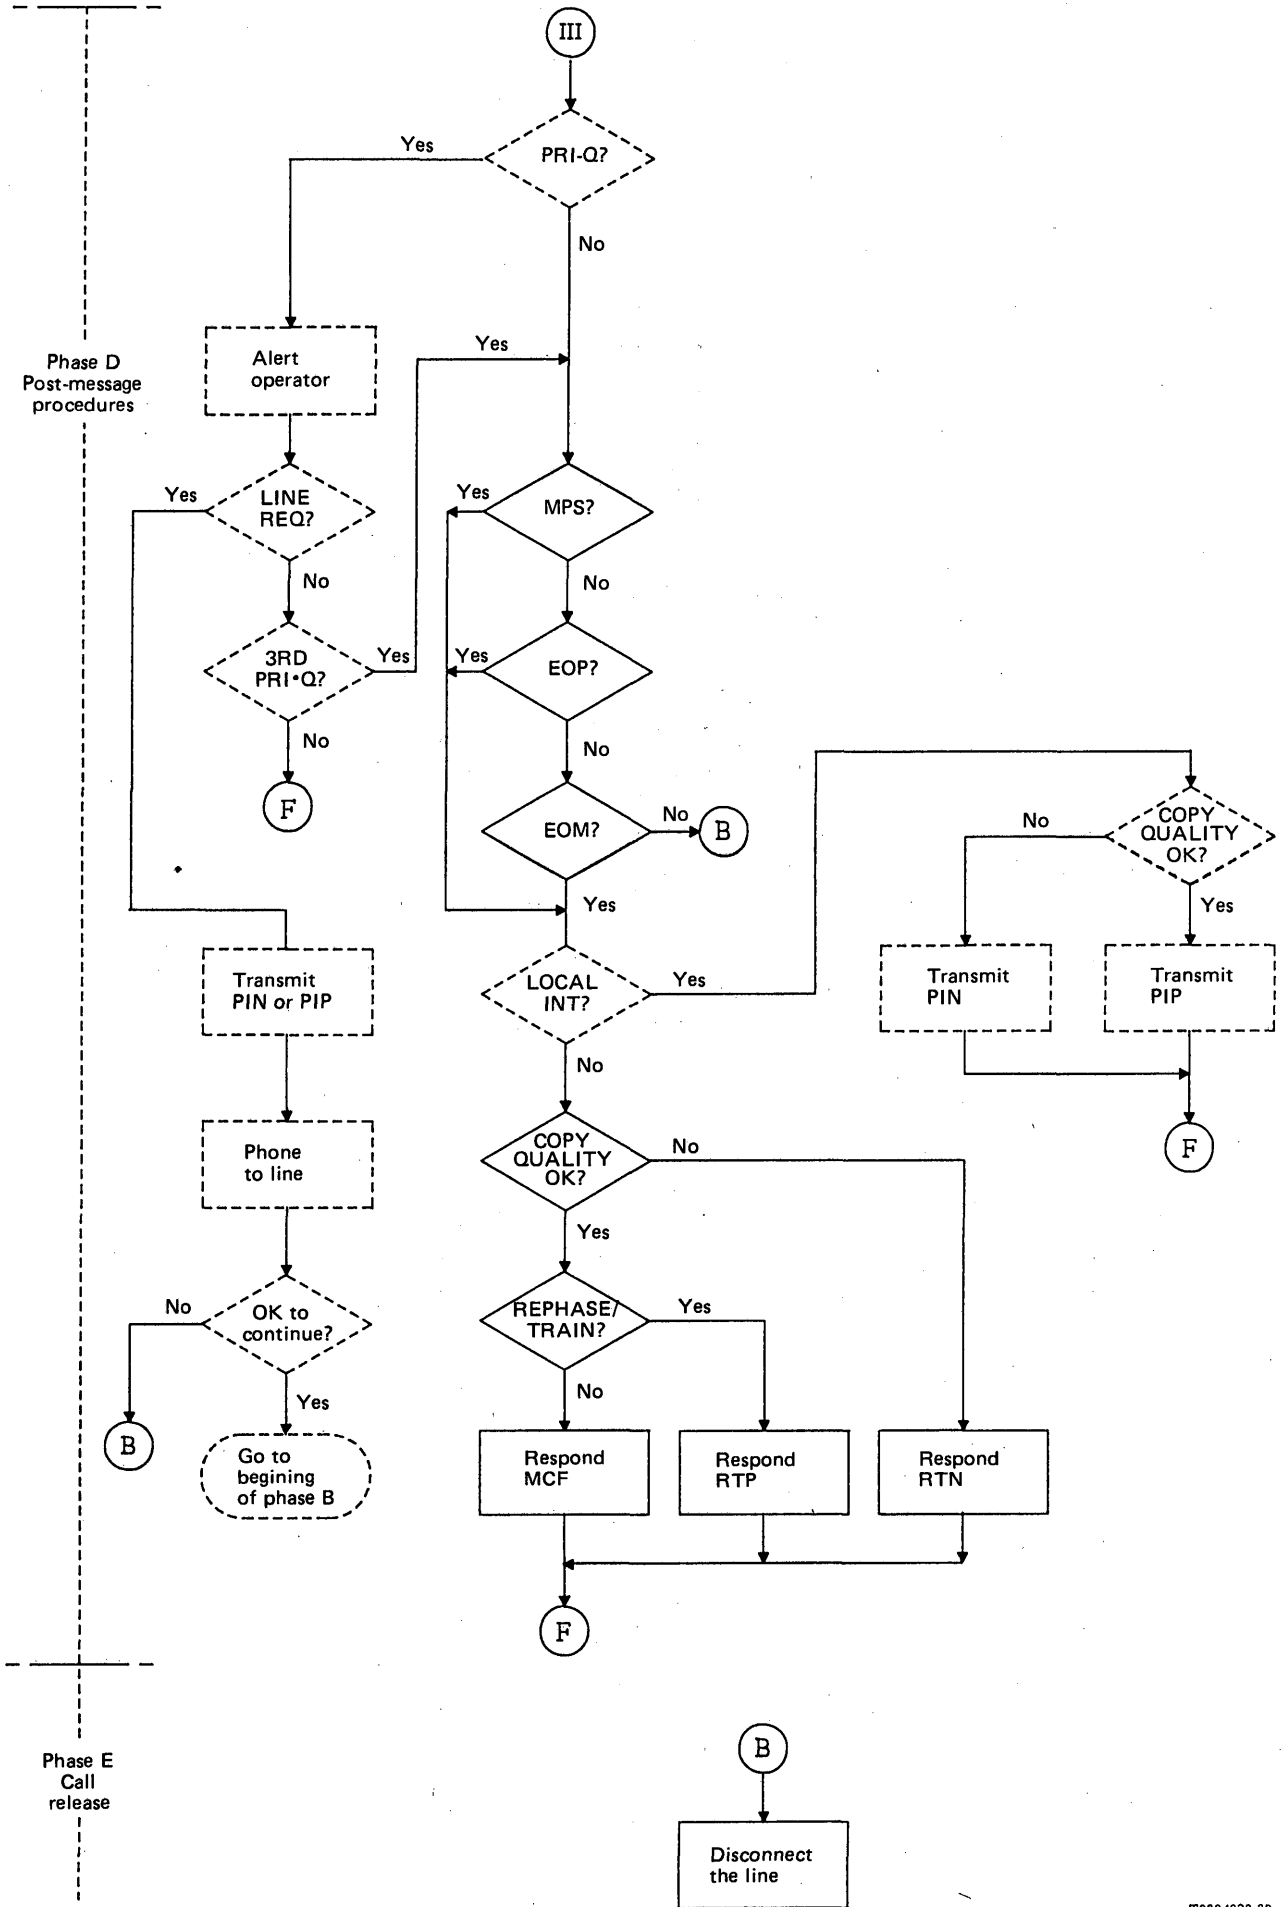 III
PRI-Q?
Yes
No
Phase D
Post-message
procedures
Alert
operator
Yes
Yes
LINE
REQ?
Yes
MPS?
No
No
3RD
PRI•Q?
Yes
Yes
EOP?
No
No
F
EOM?
No
B
Yes
COPY
QUALITY
OK?
No
Yes
Transmit
PIN or PIP
LOCAL
INT?
Yes
Transmit
PIN
Transmit
PIP
No
F
Phone
to line
COPY
QUALITY
OK?
No
Yes
OK to
continue?
No
Yes
REPHASE/
TRAIN?
Yes
No
B
Go to
begining
of phase B
Respond
MCF
Respond
RTP
Respond
RTN
F
Phase E
Call
release
B
Disconnect
the line